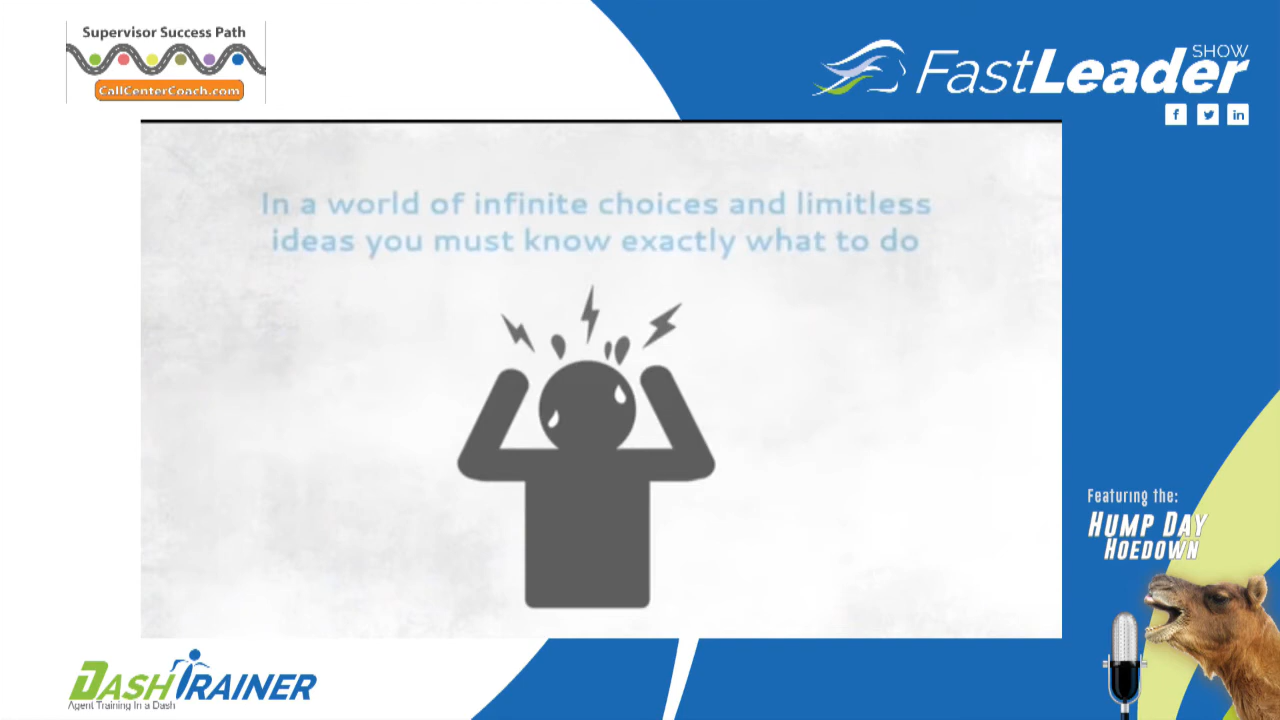 Supervisor Success Path
CallCenterCoach.com
FastLeader
SHOW
f
in
In a world of infinite choices and limitless
ideas you must know exactly what to do
Featuring the:
HUMP DAY
HOEDOWN
DASHTRAINER
Agent Training In a Dash